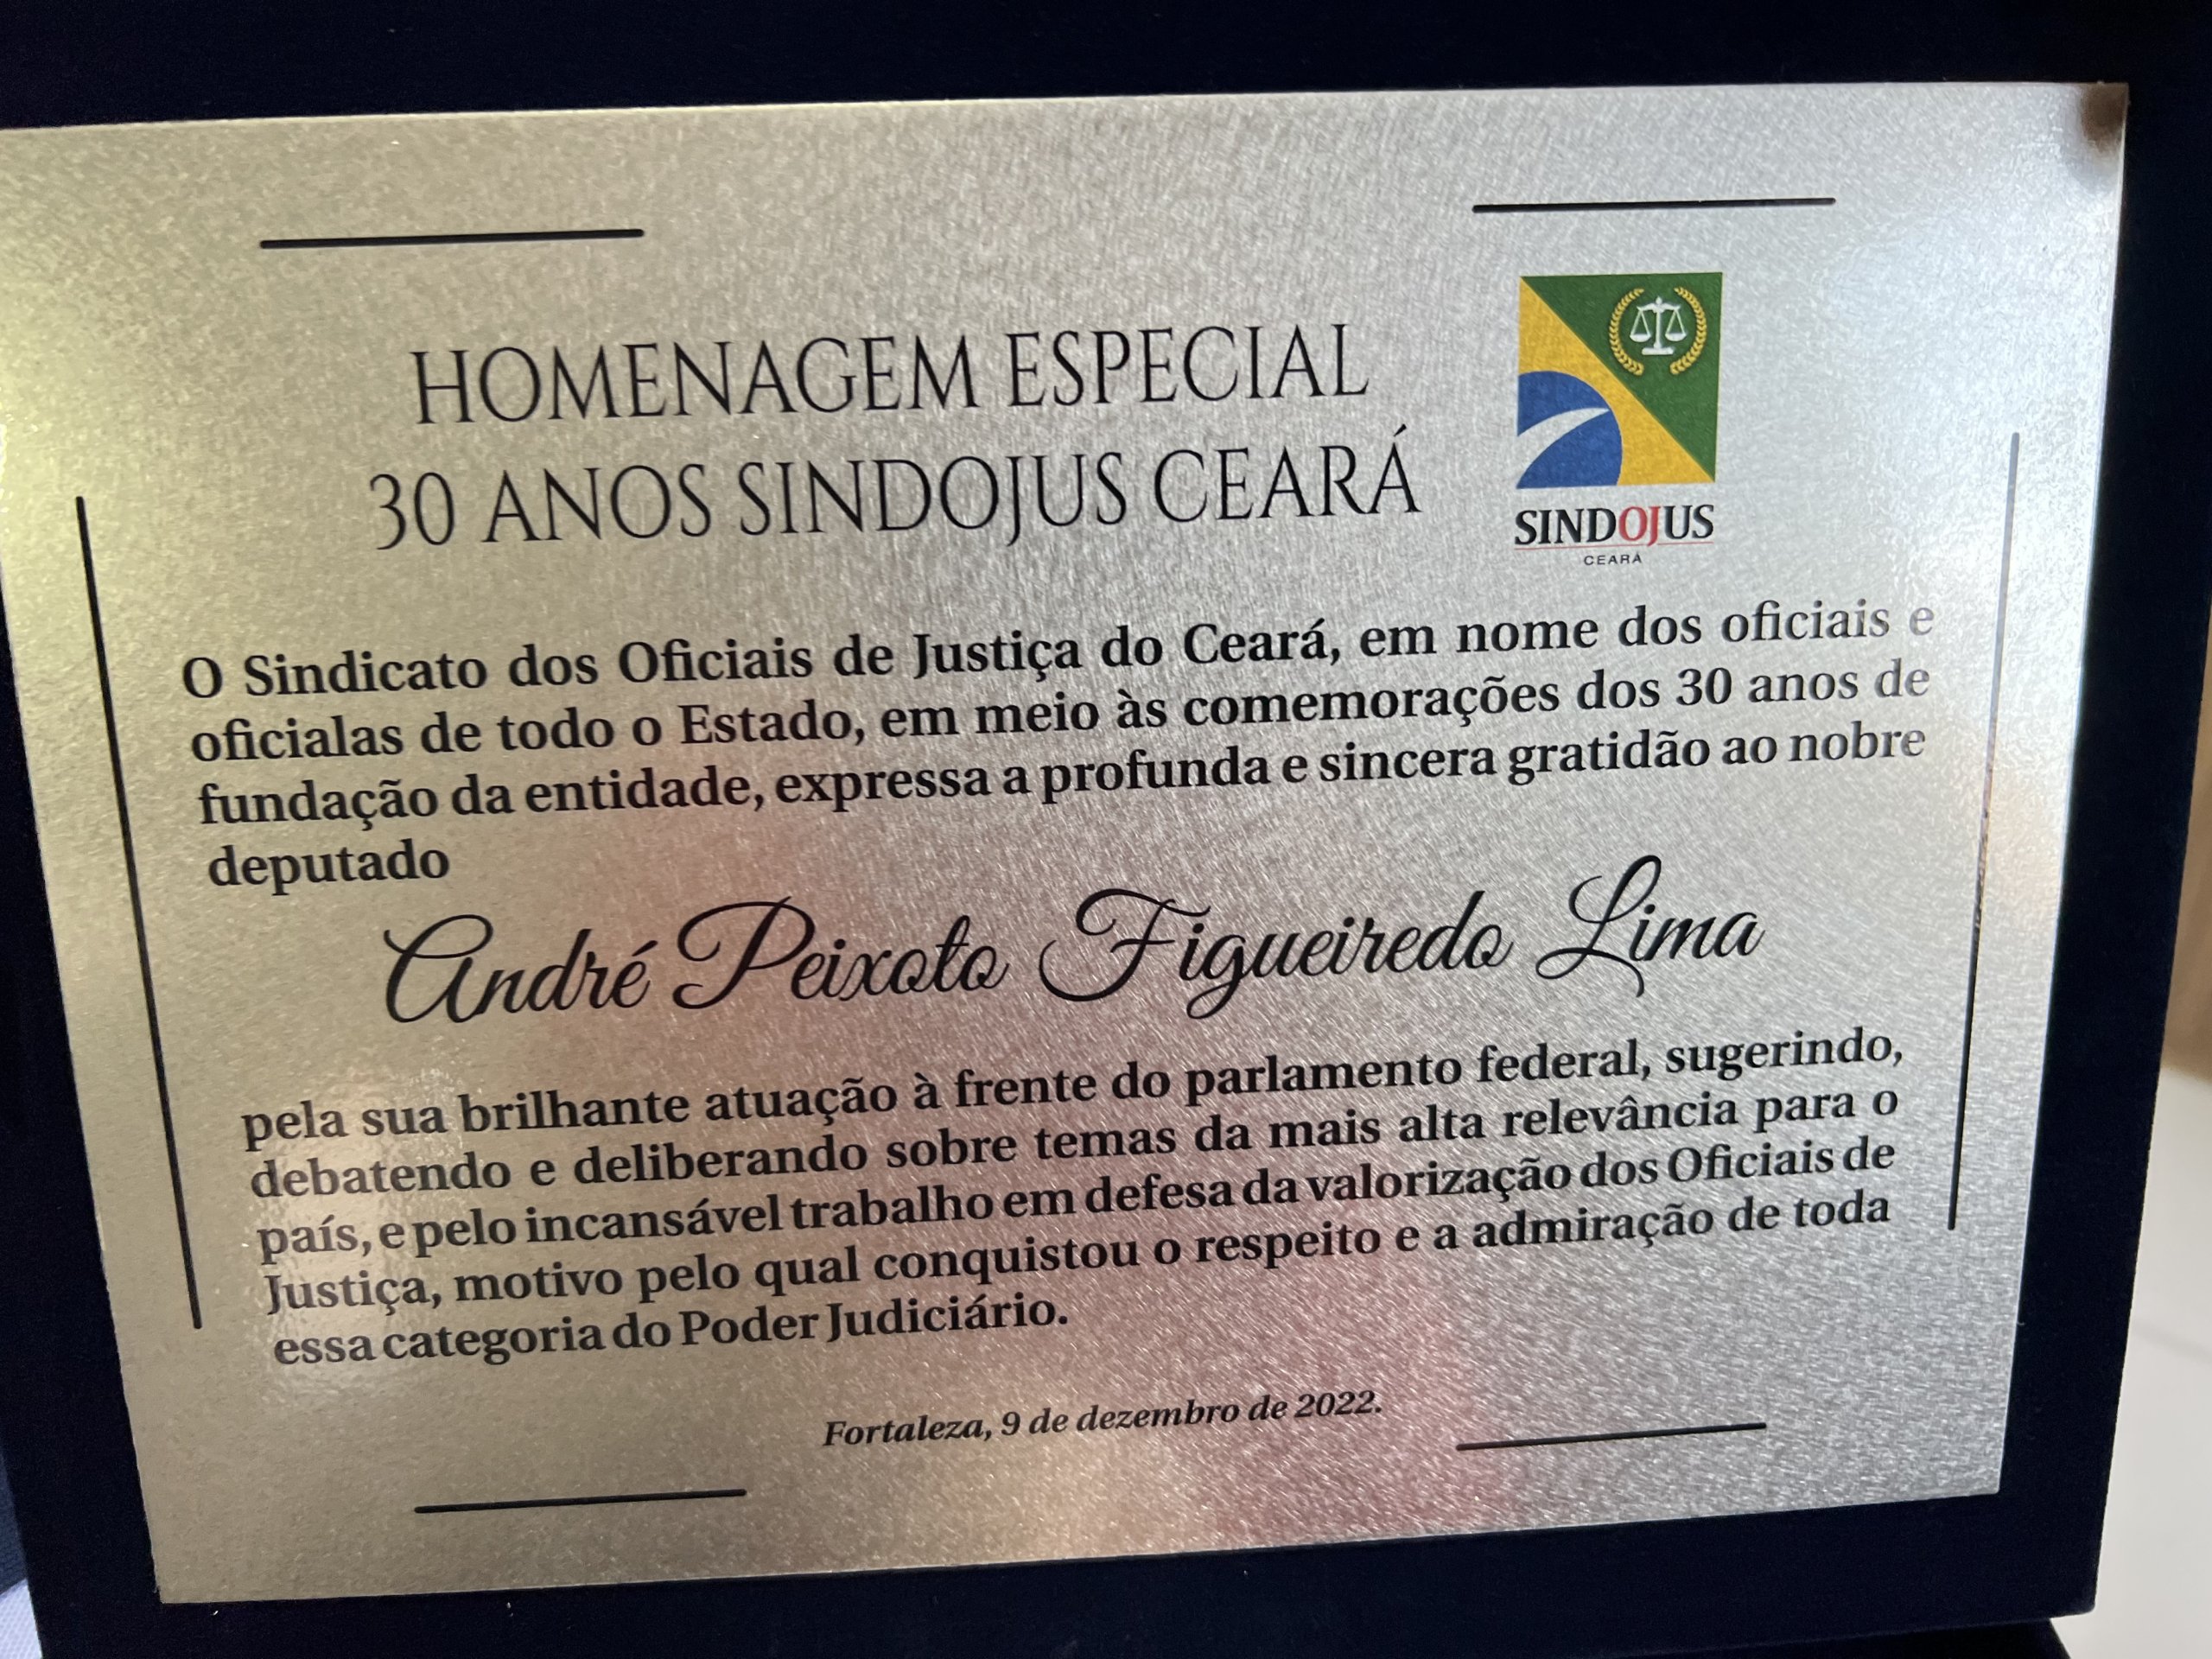 HOMENAGEM ESPECIAL
30 ANOS SINDOJUS CEARÁ
SINDOJUS
CEARÁ
O Sindicato dos Oficiais de Justiça do Ceará, em nome dos oficiais e
oficialas de todo o Estado, em meio às comemorações dos 30 anos de
fundação da entidade, expressa a profunda e sincera gratidão ao nobre
deputado
André Peixoto Figueiredo Lima
pela sua brilhante atuação à frente do parlamento federal, sugerindo,
debatendo e deliberando sobre temas da mais alta relevância para o
país, e pelo incansável trabalho em defesa da valorização dos Oficiais de
Justiça, motivo pelo qual conquistou o respeito e a admiração de toda
essa categoria do Poder Judiciário.
Fortaleza, 9 de dezembro de 2022.